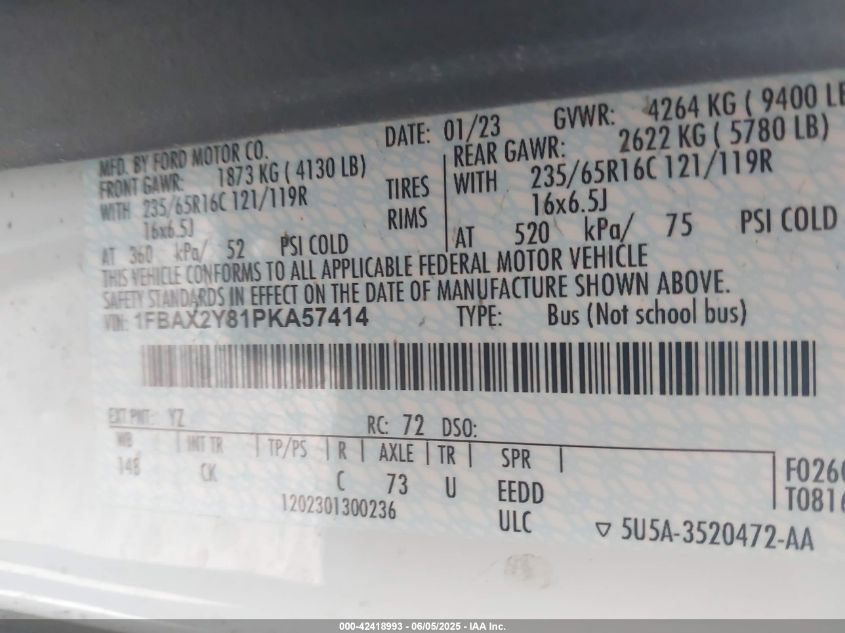 MFD. BY FORD MOTOR CO. DATE: 01/23 GVWR: 4264 KG ( 9400 LB
FRONT GAWR: 1873 KG ( 4130 LB) REAR GAWR: 2622 KG ( 5780 LB)
WITH 235/65R16C 121/119R TIRES WITH 235/65R16C 121/119R
16x6.5J RIMS 16x6.5J
AT 360 kPa/ 52 PSI COLD AT 520 kPa/ 75 PSI COLD
THIS VEHICLE CONFORMS TO ALL APPLICABLE FEDERAL MOTOR VEHICLE
SAFETY STANDARDS IN EFFECT ON THE DATE OF MANUFACTURE SHOWN ABOVE.
VIN: 1FBAX2Y81PKA57414 TYPE: Bus (Not school bus)
EXT PNT: YZ RC: 72 DSO:
WB INT TR TP/PS R AXLE TR SPR
148 CK C 73 U EEDD
F0260
T0816
1202301300236 ULC ▽ 5U5A-3520472-AA
000-42418993 - 06/05/2025 - IAA Inc.